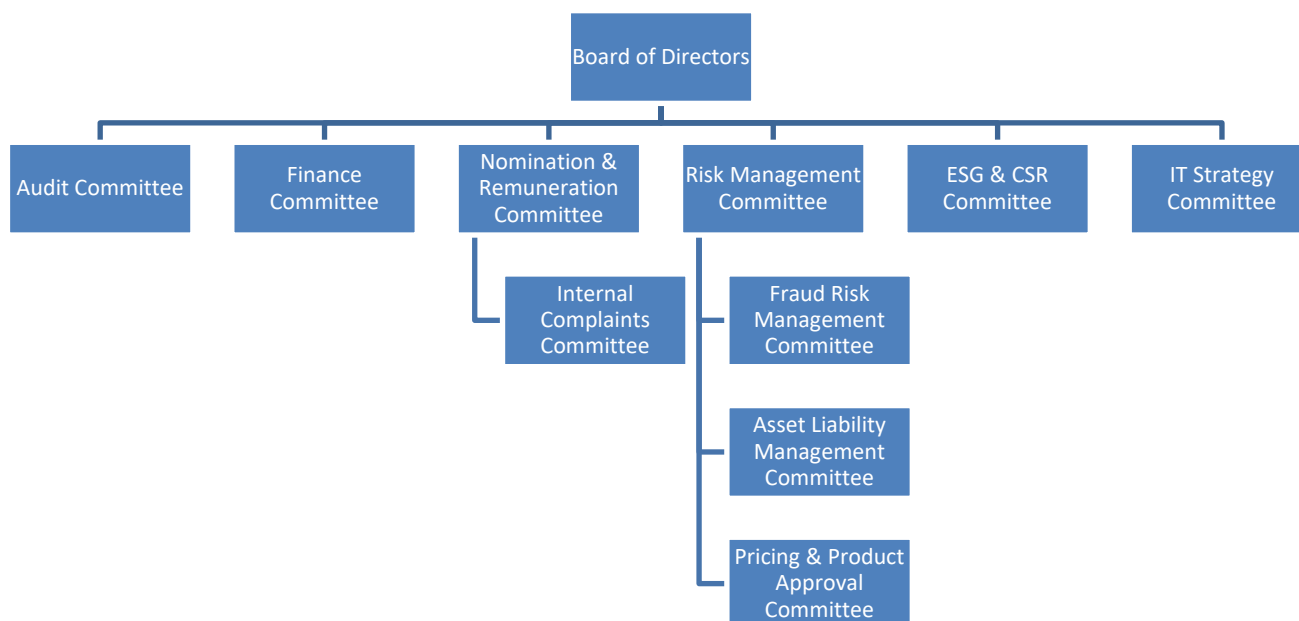 Board of Directors
Audit Committee
Finance
Committee
Nomination &
Remuneration
Committee
Risk Management
Committee
ESG & CSR
Committee
IT Strategy
Committee
Internal
Complaints
Committee
Fraud Risk
Management
Committee
Asset Liability
Management
Committee
Pricing & Product
Approval
Committee